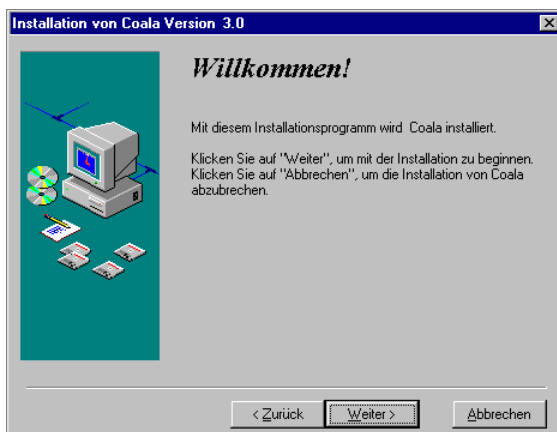 Installation von Coala Version 3.0
Willkommen!
Mit diesem Installationsprogramm wird Coala installiert.
Klicken Sie auf "Weiter", um mit der Installation zu beginnen.
Klicken Sie auf "Abbrechen", um die Installation von Coala
abzubrechen.
< Zurück Weiter > Abbrechen